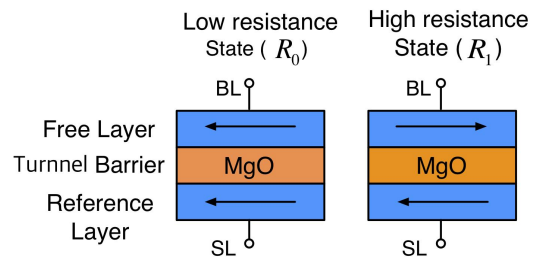 Low resistance
State ( R₀)
High resistance
State ( R₁)
BL
BL
Free Layer
Turnnel Barrier
MgO
MgO
Reference
Layer
SL
SL